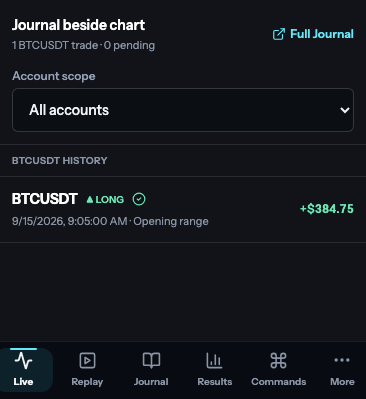 Journal beside chart
1 BTCUSDT trade · 0 pending
Full Journal
Account scope
All accounts
BTCUSDT HISTORY
BTCUSDT ▲ LONG
+$384.75
9/15/2026, 9:05:00 AM · Opening range
Live Replay Journal Results Commands More